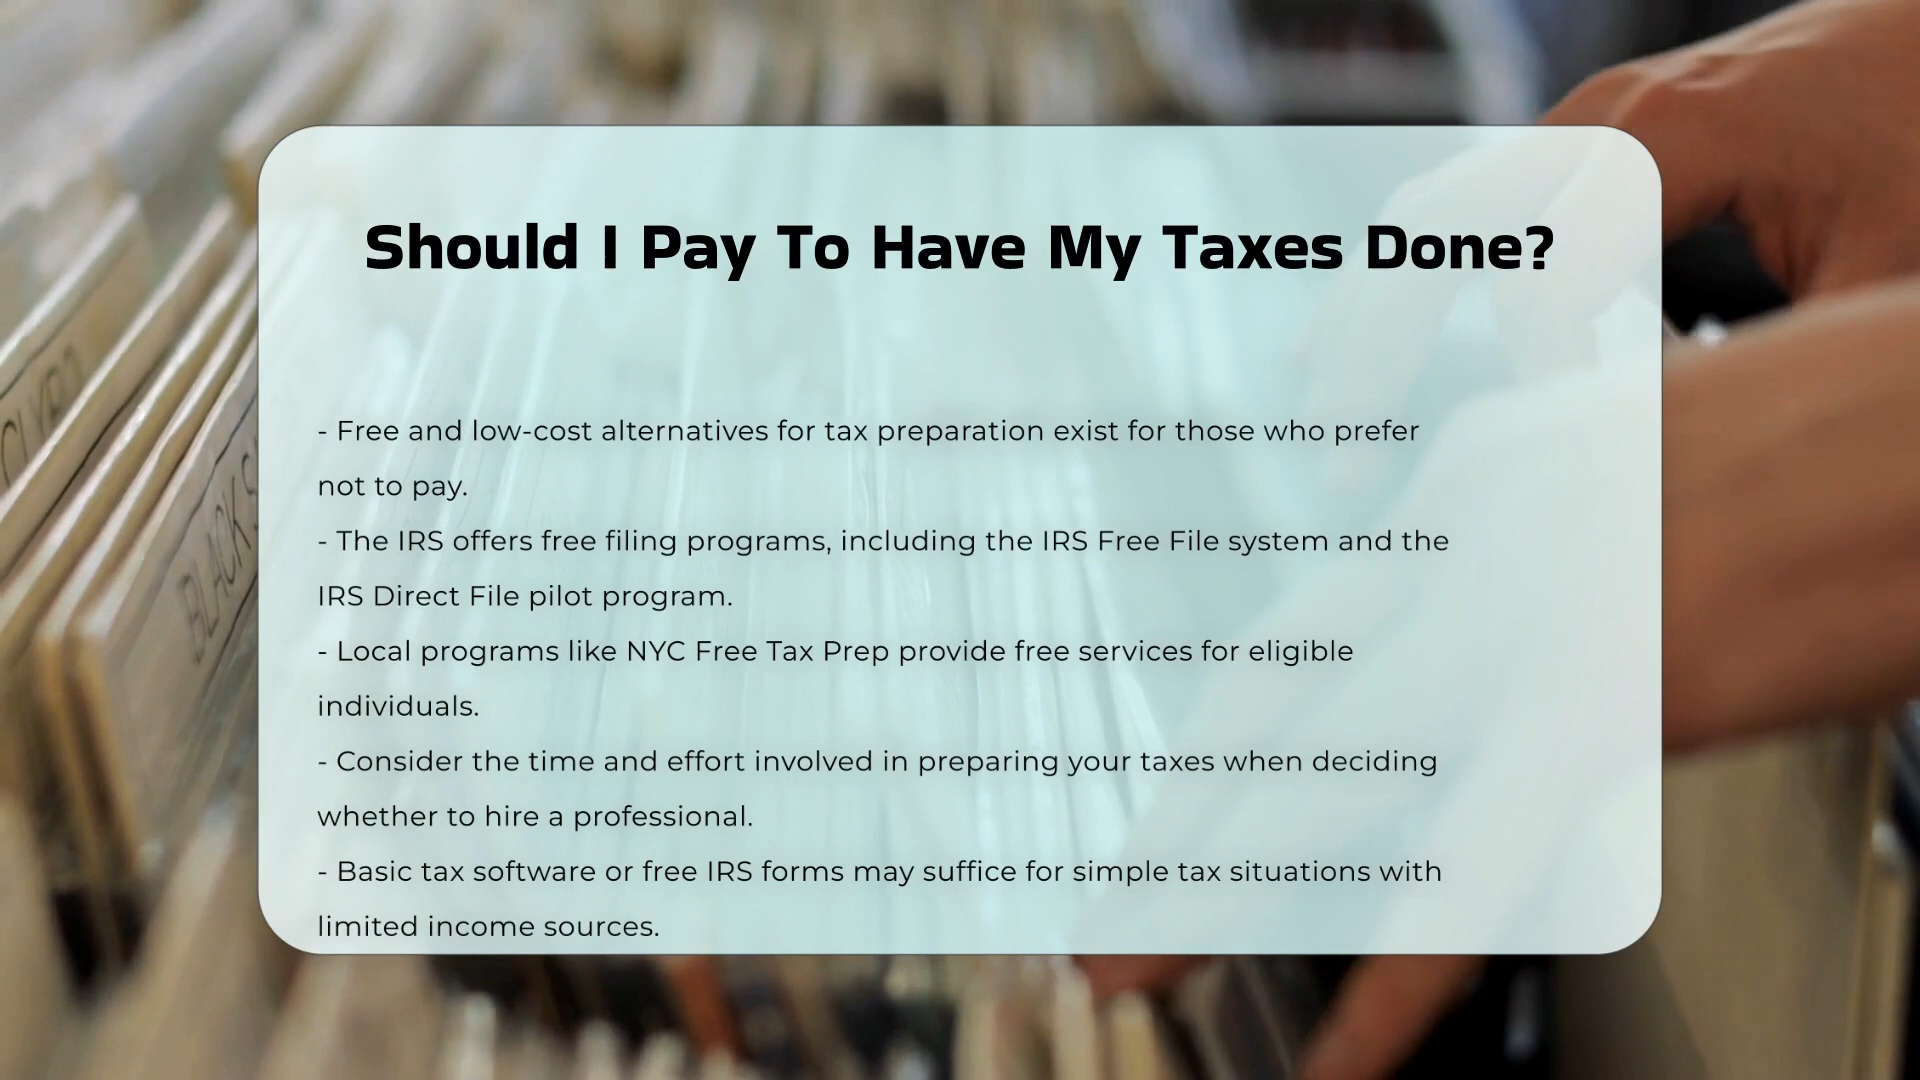 Should I Pay To Have My Taxes Done?
- Free and low-cost alternatives for tax preparation exist for those who prefer
not to pay.
- The IRS offers free filing programs, including the IRS Free File system and the
IRS Direct File pilot program.
- Local programs like NYC Free Tax Prep provide free services for eligible
individuals.
- Consider the time and effort involved in preparing your taxes when deciding
whether to hire a professional.
- Basic tax software or free IRS forms may suffice for simple tax situations with
limited income sources.
BLACK